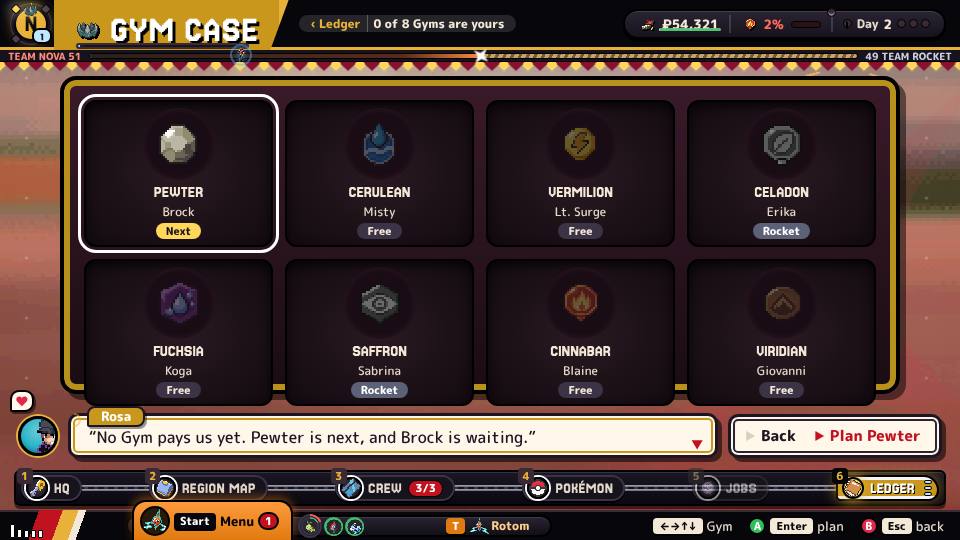 N
1
GYM CASE
‹ Ledger
0 of 8 Gyms are yours
₽54,321
2%
Day 2
TEAM NOVA 51
49 TEAM ROCKET
PEWTER
Brock
Next
CERULEAN
Misty
Free
VERMILION
Lt. Surge
Free
CELADON
Erika
Rocket
FUCHSIA
Koga
Free
SAFFRON
Sabrina
Rocket
CINNABAR
Blaine
Free
VIRIDIAN
Giovanni
Free
Rosa
“No Gym pays us yet. Pewter is next, and Brock is waiting.”
Back
Plan Pewter
1 HQ
2 REGION MAP
3 CREW 3/3
4 POKÉMON
5 JOBS
6 LEDGER
Start Menu 1
T Rotom
←→↑↓ Gym
A Enter plan
B Esc back